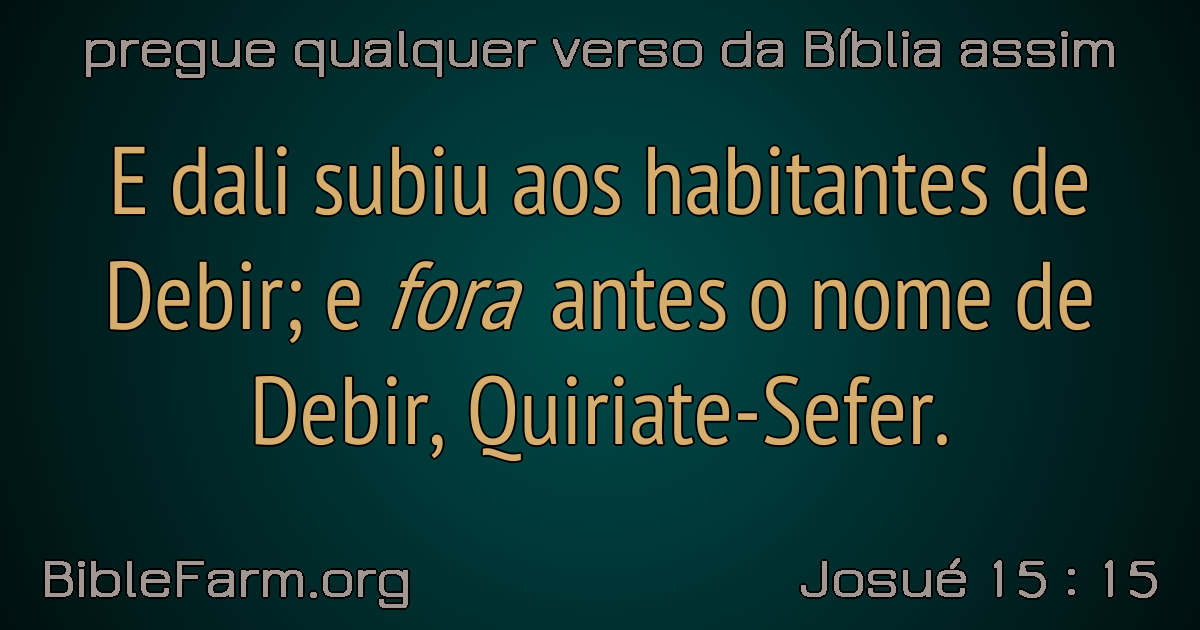 pregue qualquer verso da Bíblia assim
E dali subiu aos habitantes de
Debir; e fora antes o nome de
Debir, Quiriate-Sefer.
BibleFarm.org
Josué 15 : 15